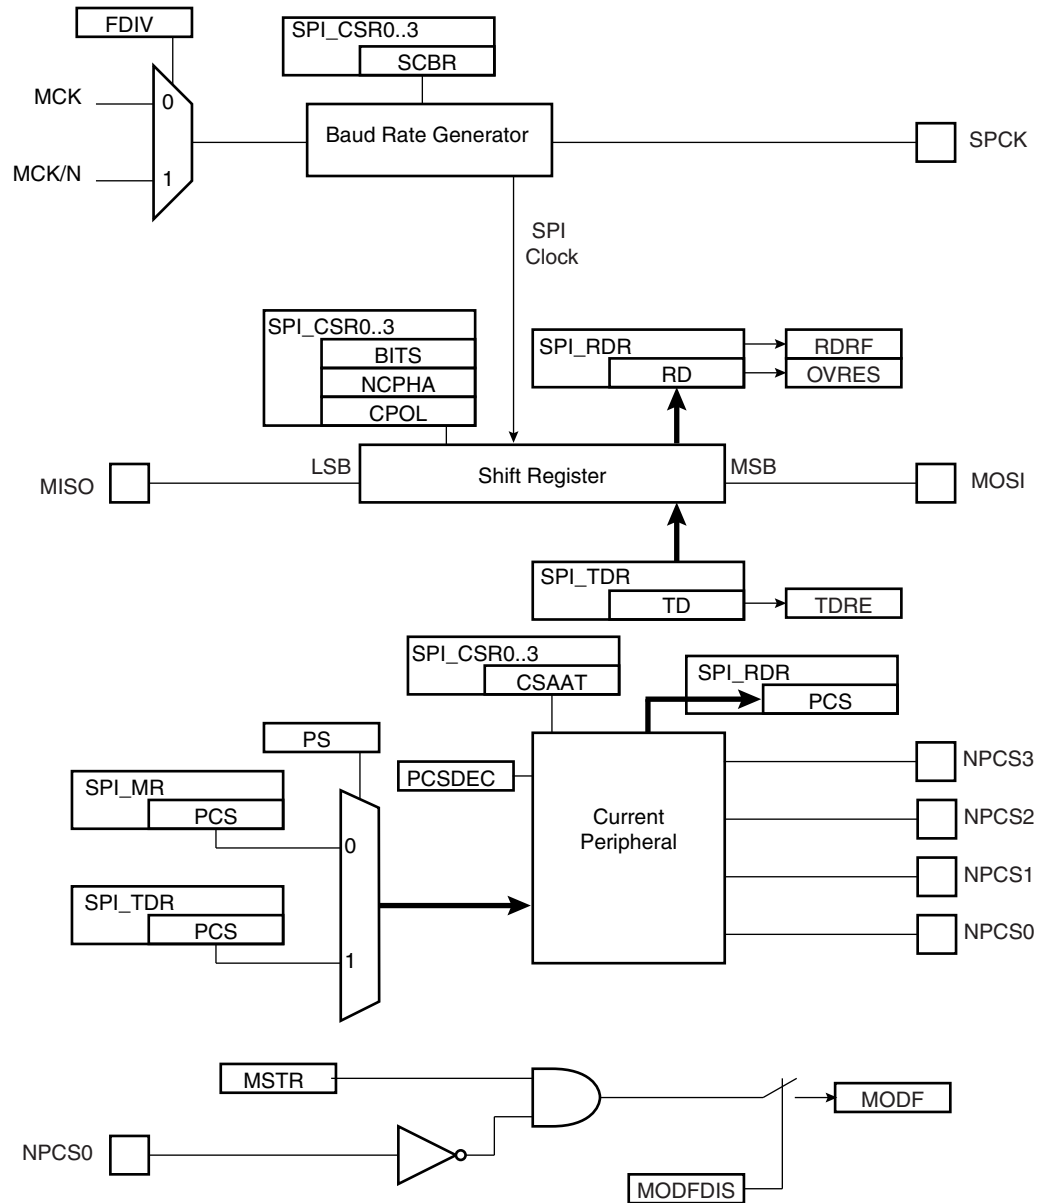 FDIV
SPI_CSR0..3
SCBR
MCK
0
Baud Rate Generator
SPCK
MCK/N
1
SPI
Clock
SPI_CSR0..3
BITS
NCPHA
CPOL
SPI_RDR
RD
RDRF
OVRES
LSB
MSB
MISO
Shift Register
MOSI
SPI_TDR
TD
TDRE
SPI_CSR0..3
CSAAT
SPI_RDR
PCS
PS
SPI_MR
PCS
0
PCSDEC
Current
Peripheral
NPCS3
NPCS2
NPCS1
NPCS0
SPI_TDR
PCS
1
MSTR
MODF
NPCS0
MODFDIS